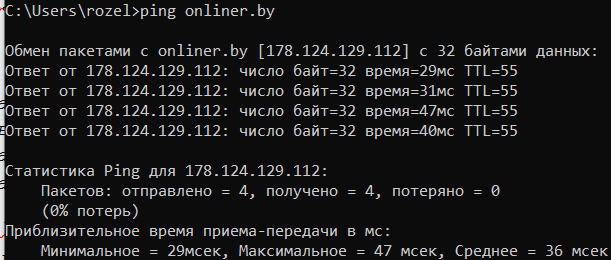 C:\Users\rozel>ping onliner.by
Обмен пакетами с onliner.by [178.124.129.112] с 32 байтами данных:
Ответ от 178.124.129.112: число байт=32 время=29мс TTL=55
Ответ от 178.124.129.112: число байт=32 время=31мс TTL=55
Ответ от 178.124.129.112: число байт=32 время=47мс TTL=55
Ответ от 178.124.129.112: число байт=32 время=40мс TTL=55
Статистика Ping для 178.124.129.112:
Пакетов: отправлено = 4, получено = 4, потеряно = 0
(0% потерь)
Приблизительное время приема-передачи в мс:
Минимальное = 29мсек, Максимальное = 47 мсек, Среднее = 36 мсек